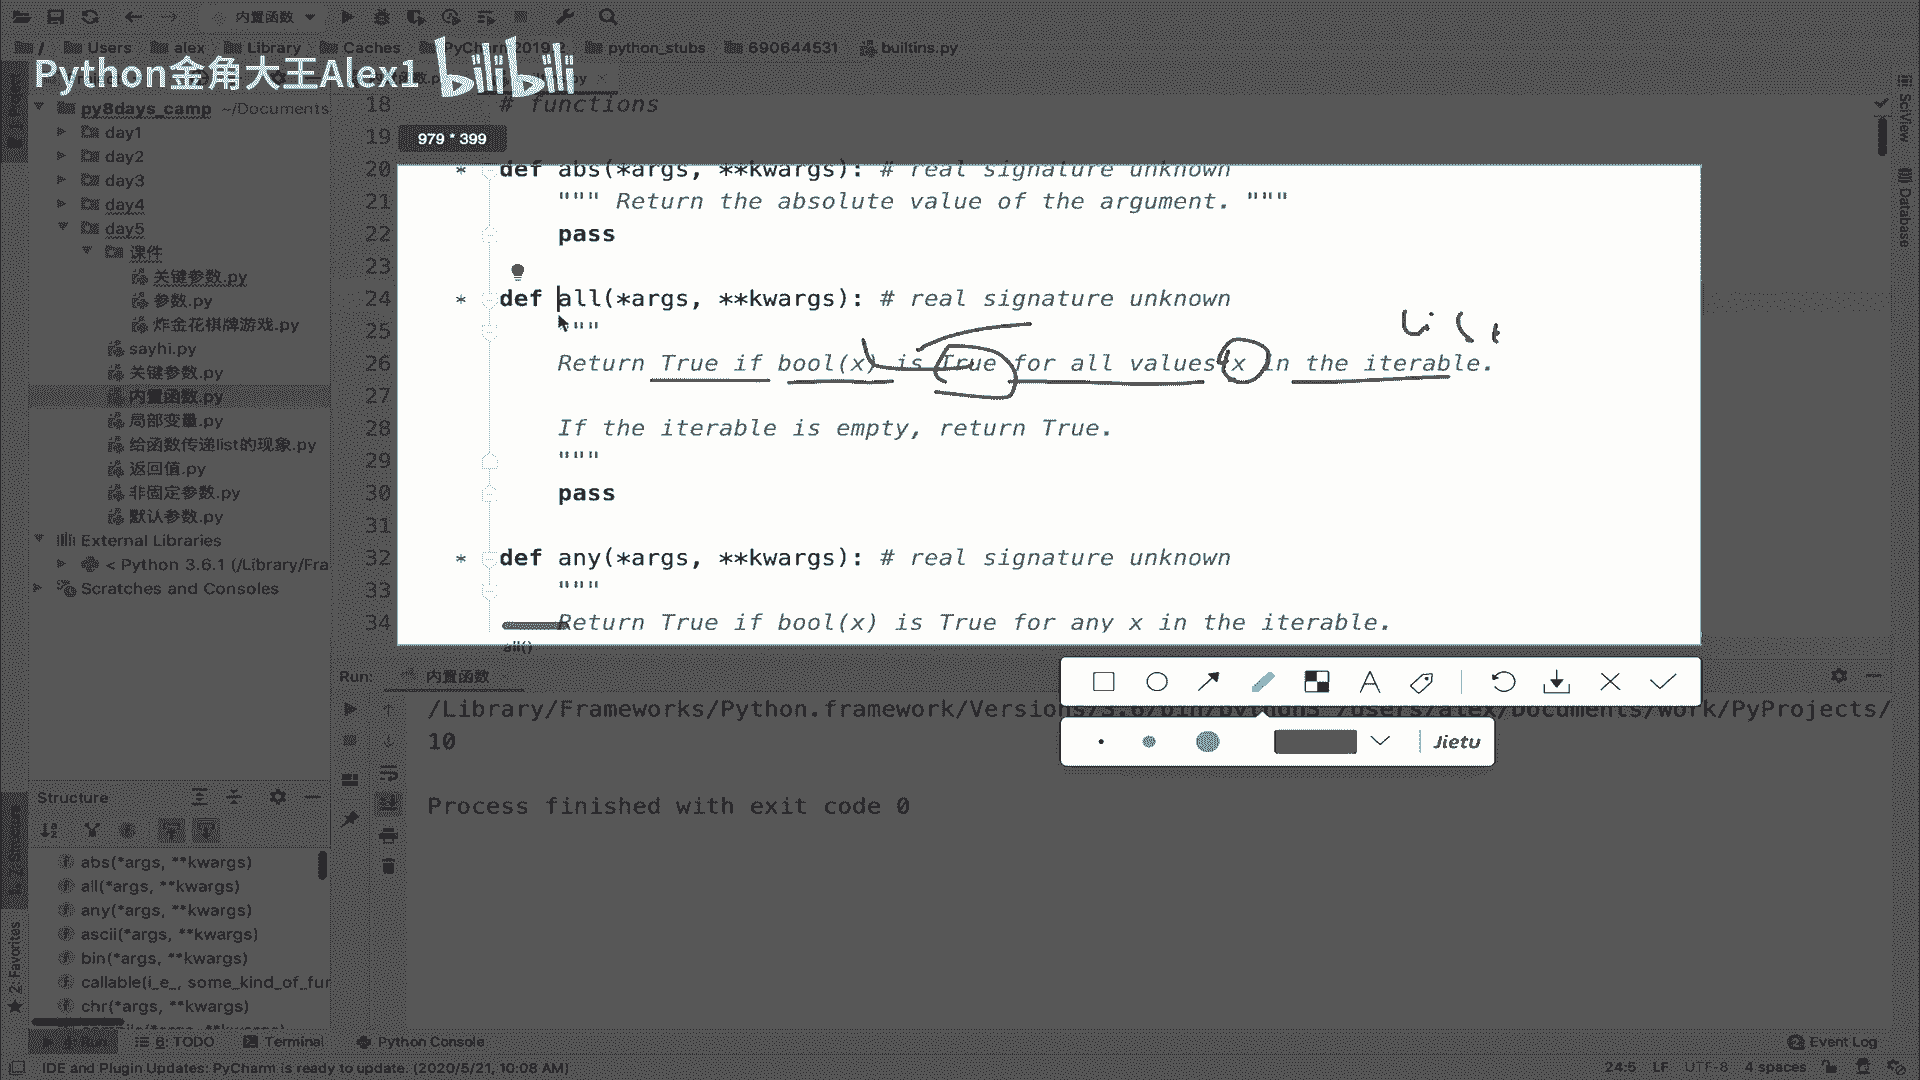 内置函数
/ Users alex Library Caches PyCharm2019.2 python_stubs 690644531 builtins.py
Python金角大王Alex1 bilibili
py8days_camp ~/Documents
day1
day2
day3
day4
day5
课件
关键参数.py
参数.py
炸金花棋牌游戏.py
sayhi.py
关键参数.py
内置函数.py
局部变量.py
给函数传递list的现象.py
返回值.py
非固定参数.py
默认参数.py
External Libraries
< Python 3.6.1 (/Library/Fra
Scratches and Consoles
18 # functions
19
979 * 399
20 * def abs(*args, **kwargs): # real signature unknown
21 """ Return the absolute value of the argument. """
22 pass
23
24 * def all(*args, **kwargs): # real signature unknown
25 """
list
26 Return True if bool(x) is True for all values x in the iterable.
27
28 If the iterable is empty, return True.
29 """
30 pass
31
32 * def any(*args, **kwargs): # real signature unknown
33 """
34 Return True if bool(x) is True for any x in the iterable.
all()
SciView
Database
Run: 内置函数
/Library/Frameworks/Python.framework/Versions/3.6/bin/python3 /Users/alex/Documents/work/PyProjects/
10
Process finished with exit code 0
Jietu
Structure
abs(*args, **kwargs)
all(*args, **kwargs)
any(*args, **kwargs)
ascii(*args, **kwargs)
bin(*args, **kwargs)
callable(i_e_, some_kind_of_fur
chr(*args, **kwargs)
2: Favorites
4: Run 6: TODO Terminal Python Console
2 Event Log
IDE and Plugin Updates: PyCharm is ready to update. (2020/5/21, 10:08 AM)
24:5 LF UTF-8 4 spaces